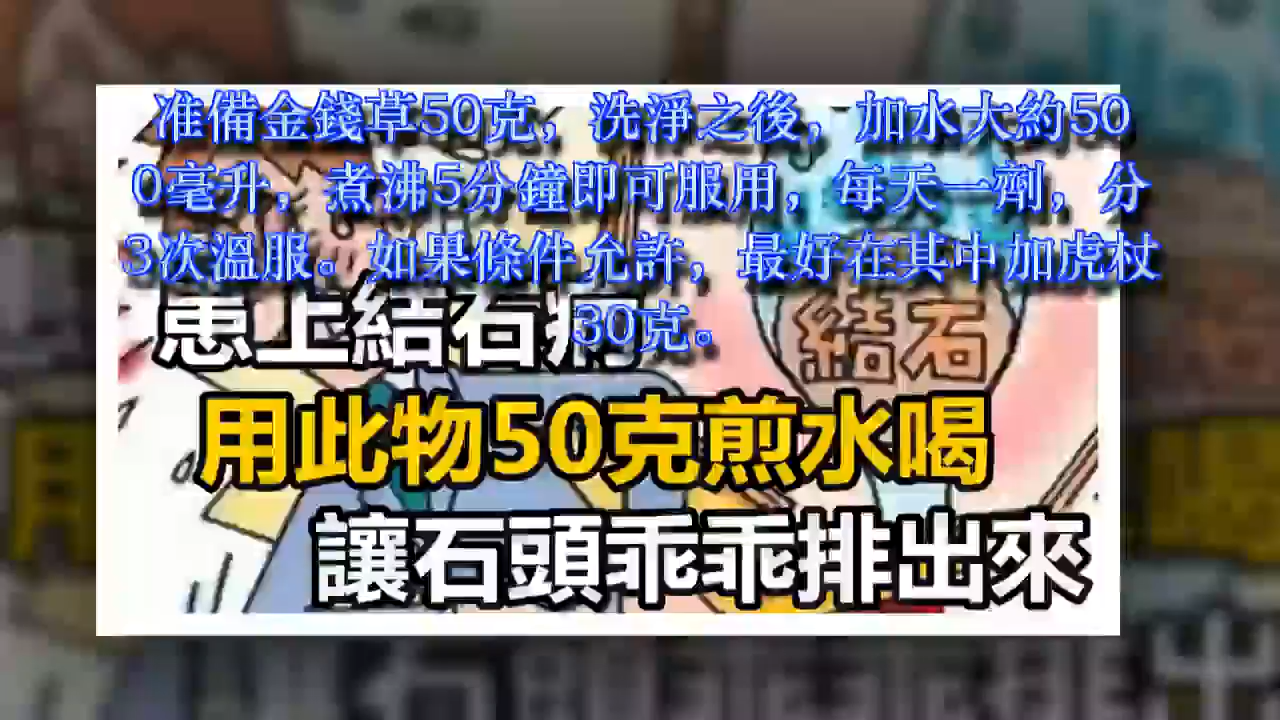 准備金錢草50克，洗淨之後，加水大約50
0毫升，煮沸5分鐘即可服用，每天一劑，分
3次溫服。如果條件允許，最好在其中加虎杖
30克。
患上結石病
結石
用此物50克煎水喝
讓石頭乖乖排出來